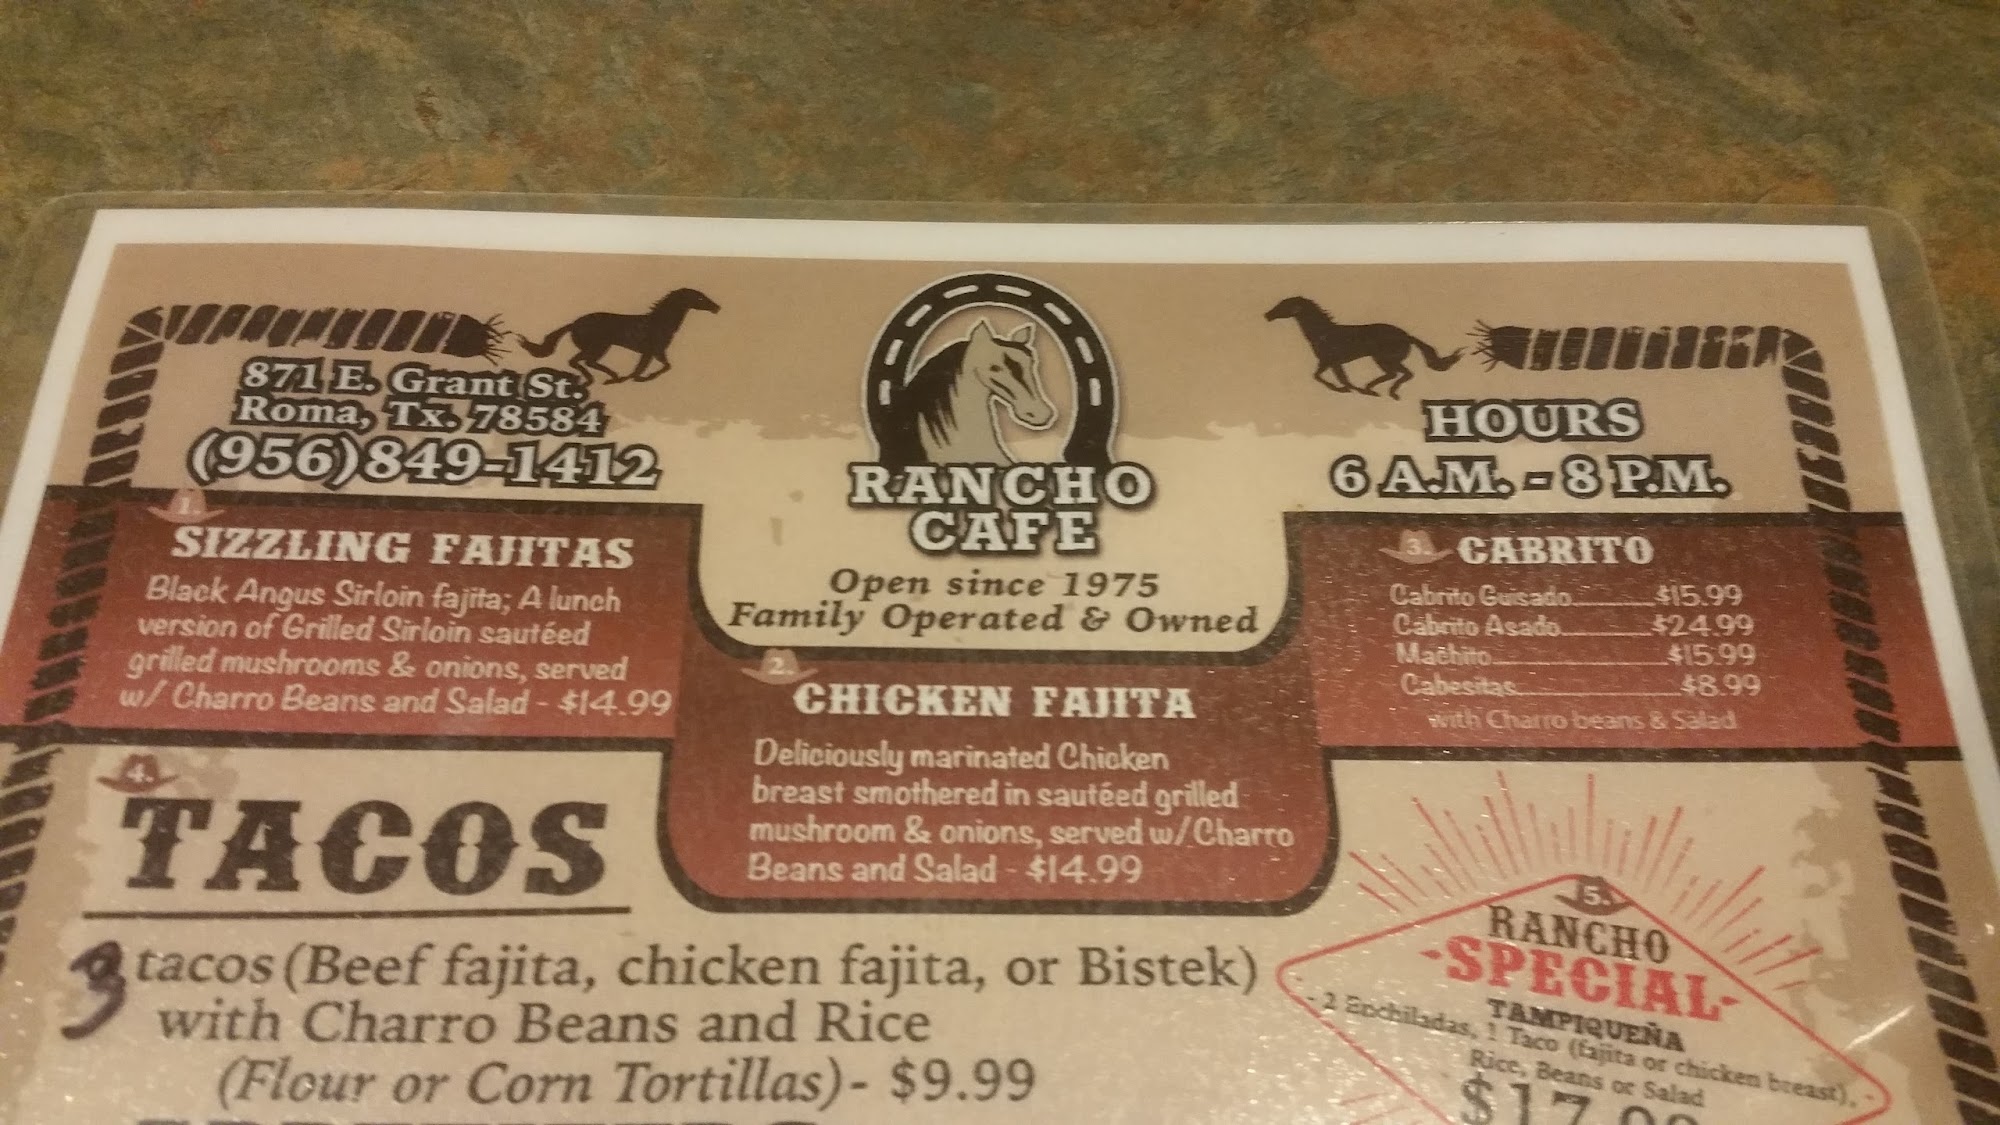 871 E. Grant St.
Roma, Tx. 78584
(956)849-1412
RANCHO
CAFE
Open since 1975
Family Operated & Owned
HOURS
6 A.M. - 8 P.M.
1.
SIZZLING FAJITAS
Black Angus Sirloin fajita; A lunch
version of Grilled Sirloin sautéed
grilled mushrooms & onions, served
w/ Charro Beans and Salad - $14.99
2.
CHICKEN FAJITA
Deliciously marinated Chicken
breast smothered in sautéed grilled
mushroom & onions, served w/Charro
Beans and Salad - $14.99
3.
CABRITO
Cabrito Guisado.............$15.99
Cabrito Asado..............$24.99
Machito...........................$15.99
Cabesitas.........................$8.99
with Charro beans & Salad
4.
TACOS
3 tacos (Beef fajita, chicken fajita, or Bistek)
with Charro Beans and Rice
(Flour or Corn Tortillas)- $9.99
5.
RANCHO
-SPECIAL-
TAMPIQUEÑA
- 2 Enchiladas, 1 Taco (fajita or chicken breast), -
Rice, Beans or Salad